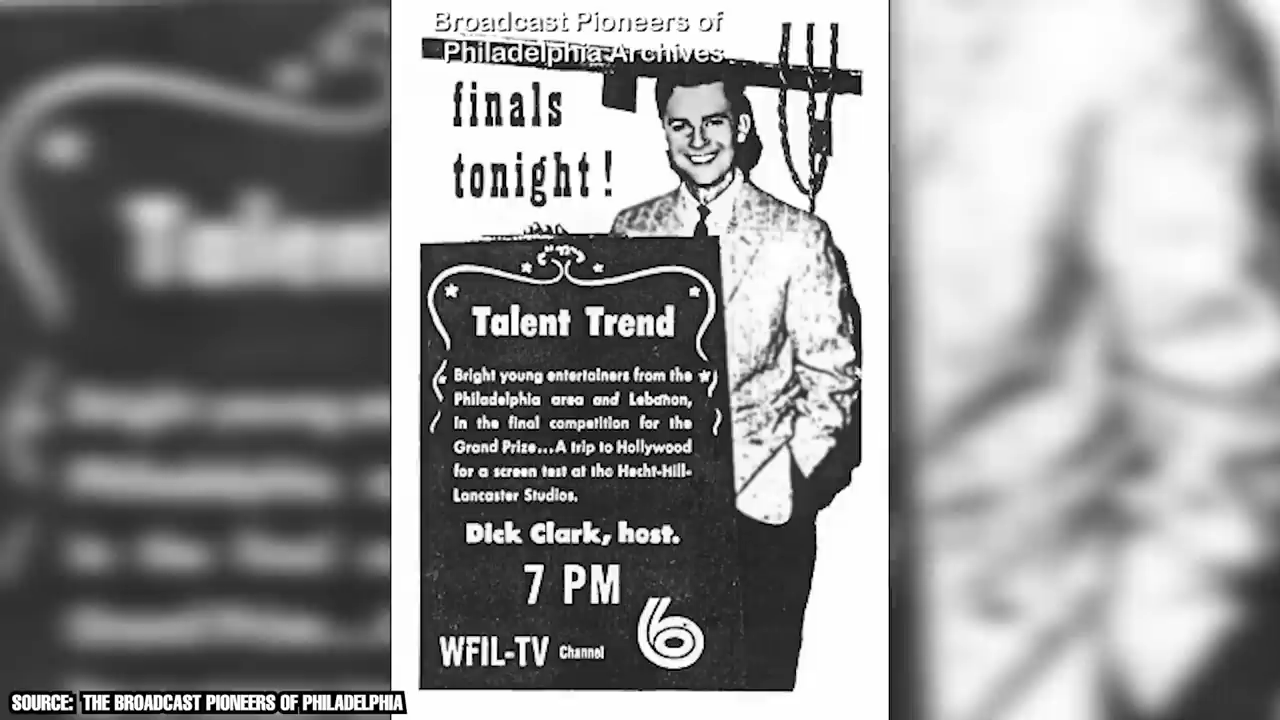 Broadcast Pioneers of
Philadelphia Archives
finals
tonight!
Talent Trend
Bright young entertainers from the
Philadelphia area and Lebanon,
In the final competition for the
Grand Prize...A trip to Hollywood
for a screen test at the Hecht-Hill-
Lancaster Studios.
Dick Clark, host.
7 PM
WFIL-TV Channel 6
SOURCE: THE BROADCAST PIONEERS OF PHILADELPHIA